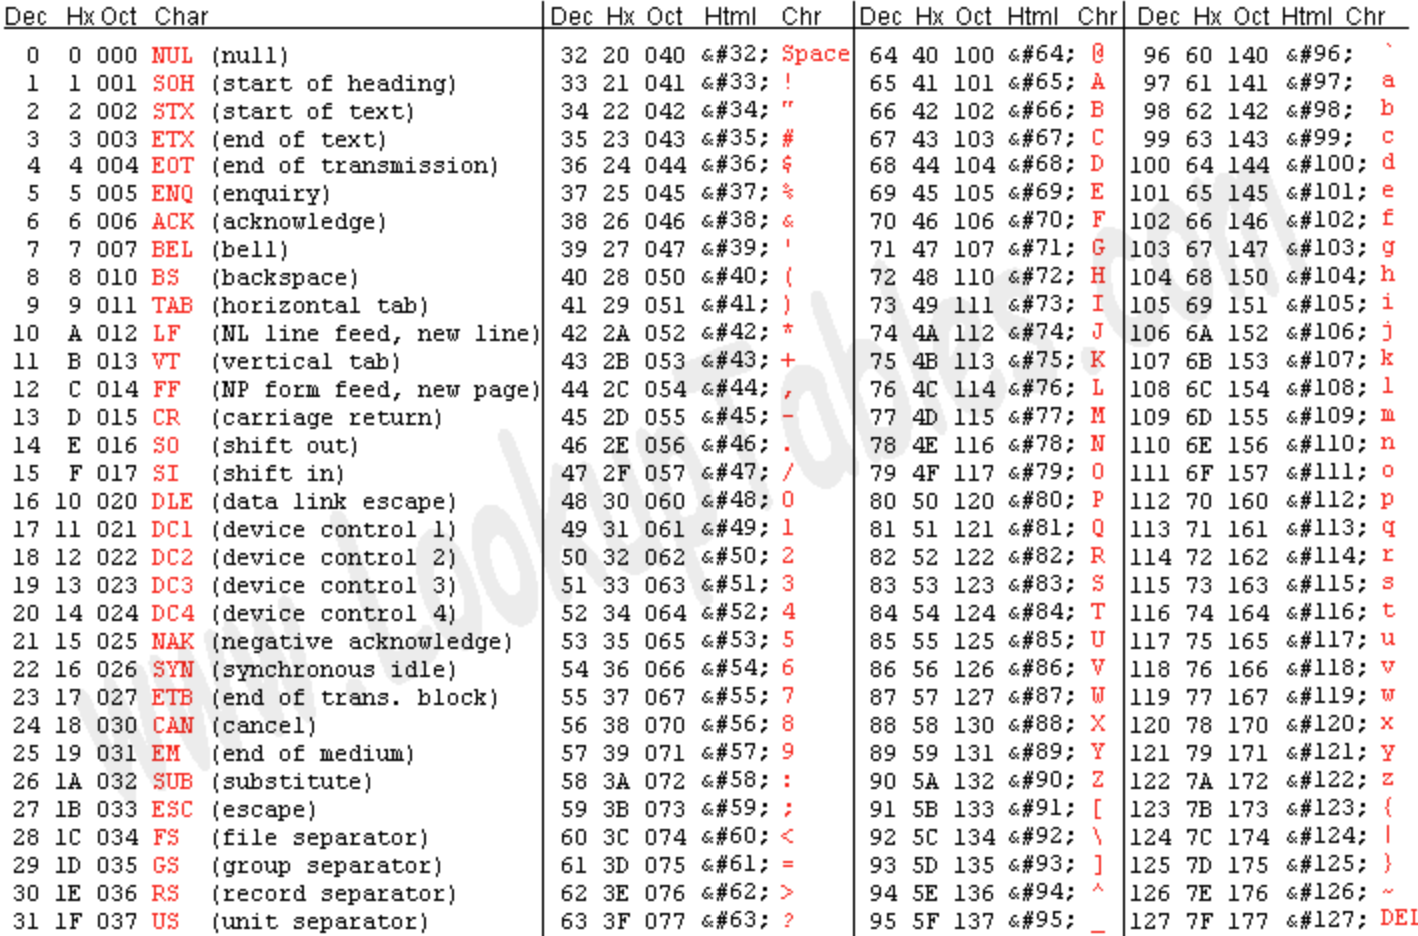 Dec Hx Oct Char Dec Hx Oct Html Chr Dec Hx Oct Html Chr Dec Hx Oct Html Chr
0 0 000 NUL (null) 32 20 040 &#32; Space 64 40 100 &#64; @ 96 60 140 &#96; `
1 1 001 SOH (start of heading) 33 21 041 &#33; ! 65 41 101 &#65; A 97 61 141 &#97; a
2 2 002 STX (start of text) 34 22 042 &#34; " 66 42 102 &#66; B 98 62 142 &#98; b
3 3 003 ETX (end of text) 35 23 043 &#35; # 67 43 103 &#67; C 99 63 143 &#99; c
4 4 004 EOT (end of transmission) 36 24 044 &#36; $ 68 44 104 &#68; D 100 64 144 &#100; d
5 5 005 ENQ (enquiry) 37 25 045 &#37; % 69 45 105 &#69; E 101 65 145 &#101; e
6 6 006 ACK (acknowledge) 38 26 046 &#38; & 70 46 106 &#70; F 102 66 146 &#102; f
7 7 007 BEL (bell) 39 27 047 &#39; ' 71 47 107 &#71; G 103 67 147 &#103; g
8 8 010 BS (backspace) 40 28 050 &#40; ( 72 48 110 &#72; H 104 68 150 &#104; h
9 9 011 TAB (horizontal tab) 41 29 051 &#41; ) 73 49 111 &#73; I 105 69 151 &#105; i
10 A 012 LF (NL line feed, new line) 42 2A 052 &#42; * 74 4A 112 &#74; J 106 6A 152 &#106; j
11 B 013 VT (vertical tab) 43 2B 053 &#43; + 75 4B 113 &#75; K 107 6B 153 &#107; k
12 C 014 FF (NP form feed, new page) 44 2C 054 &#44; , 76 4C 114 &#76; L 108 6C 154 &#108; l
13 D 015 CR (carriage return) 45 2D 055 &#45; - 77 4D 115 &#77; M 109 6D 155 &#109; m
14 E 016 SO (shift out) 46 2E 056 &#46; . 78 4E 116 &#78; N 110 6E 156 &#110; n
15 F 017 SI (shift in) 47 2F 057 &#47; / 79 4F 117 &#79; O 111 6F 157 &#111; o
16 10 020 DLE (data link escape) 48 30 060 &#48; 0 80 50 120 &#80; P 112 70 160 &#112; p
17 11 021 DC1 (device control 1) 49 31 061 &#49; 1 81 51 121 &#81; Q 113 71 161 &#113; q
18 12 022 DC2 (device control 2) 50 32 062 &#50; 2 82 52 122 &#82; R 114 72 162 &#114; r
19 13 023 DC3 (device control 3) 51 33 063 &#51; 3 83 53 123 &#83; S 115 73 163 &#115; s
20 14 024 DC4 (device control 4) 52 34 064 &#52; 4 84 54 124 &#84; T 116 74 164 &#116; t
21 15 025 NAK (negative acknowledge) 53 35 065 &#53; 5 85 55 125 &#85; U 117 75 165 &#117; u
22 16 026 SYN (synchronous idle) 54 36 066 &#54; 6 86 56 126 &#86; V 118 76 166 &#118; v
23 17 027 ETB (end of trans. block) 55 37 067 &#55; 7 87 57 127 &#87; W 119 77 167 &#119; w
24 18 030 CAN (cancel) 56 38 070 &#56; 8 88 58 130 &#88; X 120 78 170 &#120; x
25 19 031 EM (end of medium) 57 39 071 &#57; 9 89 59 131 &#89; Y 121 79 171 &#121; y
26 1A 032 SUB (substitute) 58 3A 072 &#58; : 90 5A 132 &#90; Z 122 7A 172 &#122; z
27 1B 033 ESC (escape) 59 3B 073 &#59; ; 91 5B 133 &#91; [ 123 7B 173 &#123; {
28 1C 034 FS (file separator) 60 3C 074 &#60; < 92 5C 134 &#92; \ 124 7C 174 &#124; |
29 1D 035 GS (group separator) 61 3D 075 &#61; = 93 5D 135 &#93; ] 125 7D 175 &#125; }
30 1E 036 RS (record separator) 62 3E 076 &#62; > 94 5E 136 &#94; ^ 126 7E 176 &#126; ~
31 1F 037 US (unit separator) 63 3F 077 &#63; ? 95 5F 137 &#95; _ 127 7F 177 &#127; DEL
www.LookupTables.com